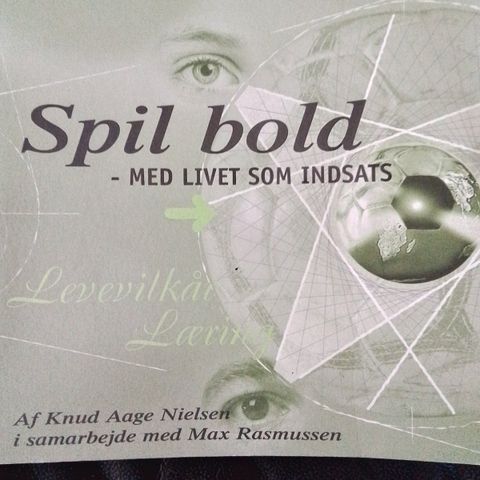 Spil bold
- MED LIVET SOM INDSATS
Levevilkår
Læring
Af Knud Aage Nielsen
i samarbejde med Max Rasmussen